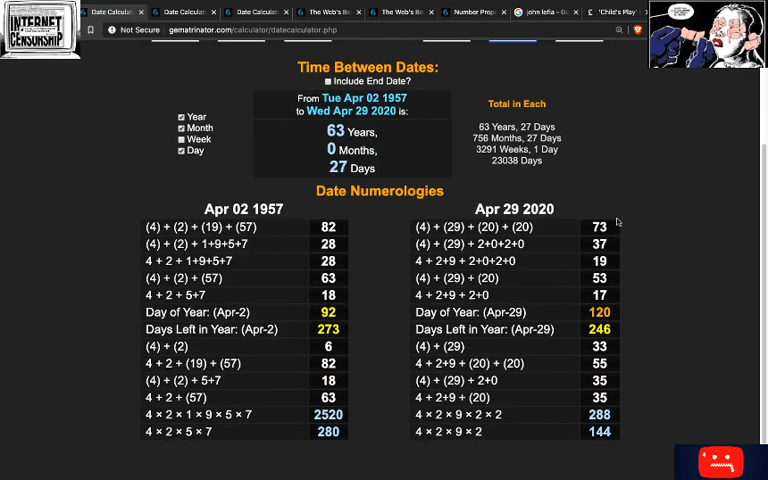 INTERNET
CENSORSHIP
Date Calculator
Date Calculat
Date Calculat
The Web's Be
The Web's Be
Number Prope
john lefia - Go
'Child's Play'
Not Secure
gematrinator.com/calculator/datecalculator.php
Time Between Dates:
Include End Date?
Year
Month
Week
Day
From Tue Apr 02 1957
to Wed Apr 29 2020 is:
63 Years,
0 Months,
27 Days
Total in Each
63 Years, 27 Days
756 Months, 27 Days
3291 Weeks, 1 Day
23038 Days
Date Numerologies
Apr 02 1957
(4) + (2) + (19) + (57) 82
(4) + (2) + 1+9+5+7 28
4 + 2 + 1+9+5+7 28
(4) + (2) + (57) 63
4 + 2 + 5+7 18
Day of Year: (Apr-2) 92
Days Left in Year: (Apr-2) 273
(4) + (2) 6
4 + 2 + (19) + (57) 82
(4) + (2) + 5+7 18
4 + 2 + (57) 63
4 × 2 × 1 × 9 × 5 × 7 2520
4 × 2 × 5 × 7 280
Apr 29 2020
(4) + (29) + (20) + (20) 73
(4) + (29) + 2+0+2+0 37
4 + 2+9 + 2+0+2+0 19
(4) + (29) + (20) 53
4 + 2+9 + 2+0 17
Day of Year: (Apr-29) 120
Days Left in Year: (Apr-29) 246
(4) + (29) 33
4 + 2+9 + (20) + (20) 55
(4) + (29) + 2+0 35
4 + 2+9 + (20) 35
4 × 2 × 9 × 2 × 2 288
4 × 2 × 9 × 2 144